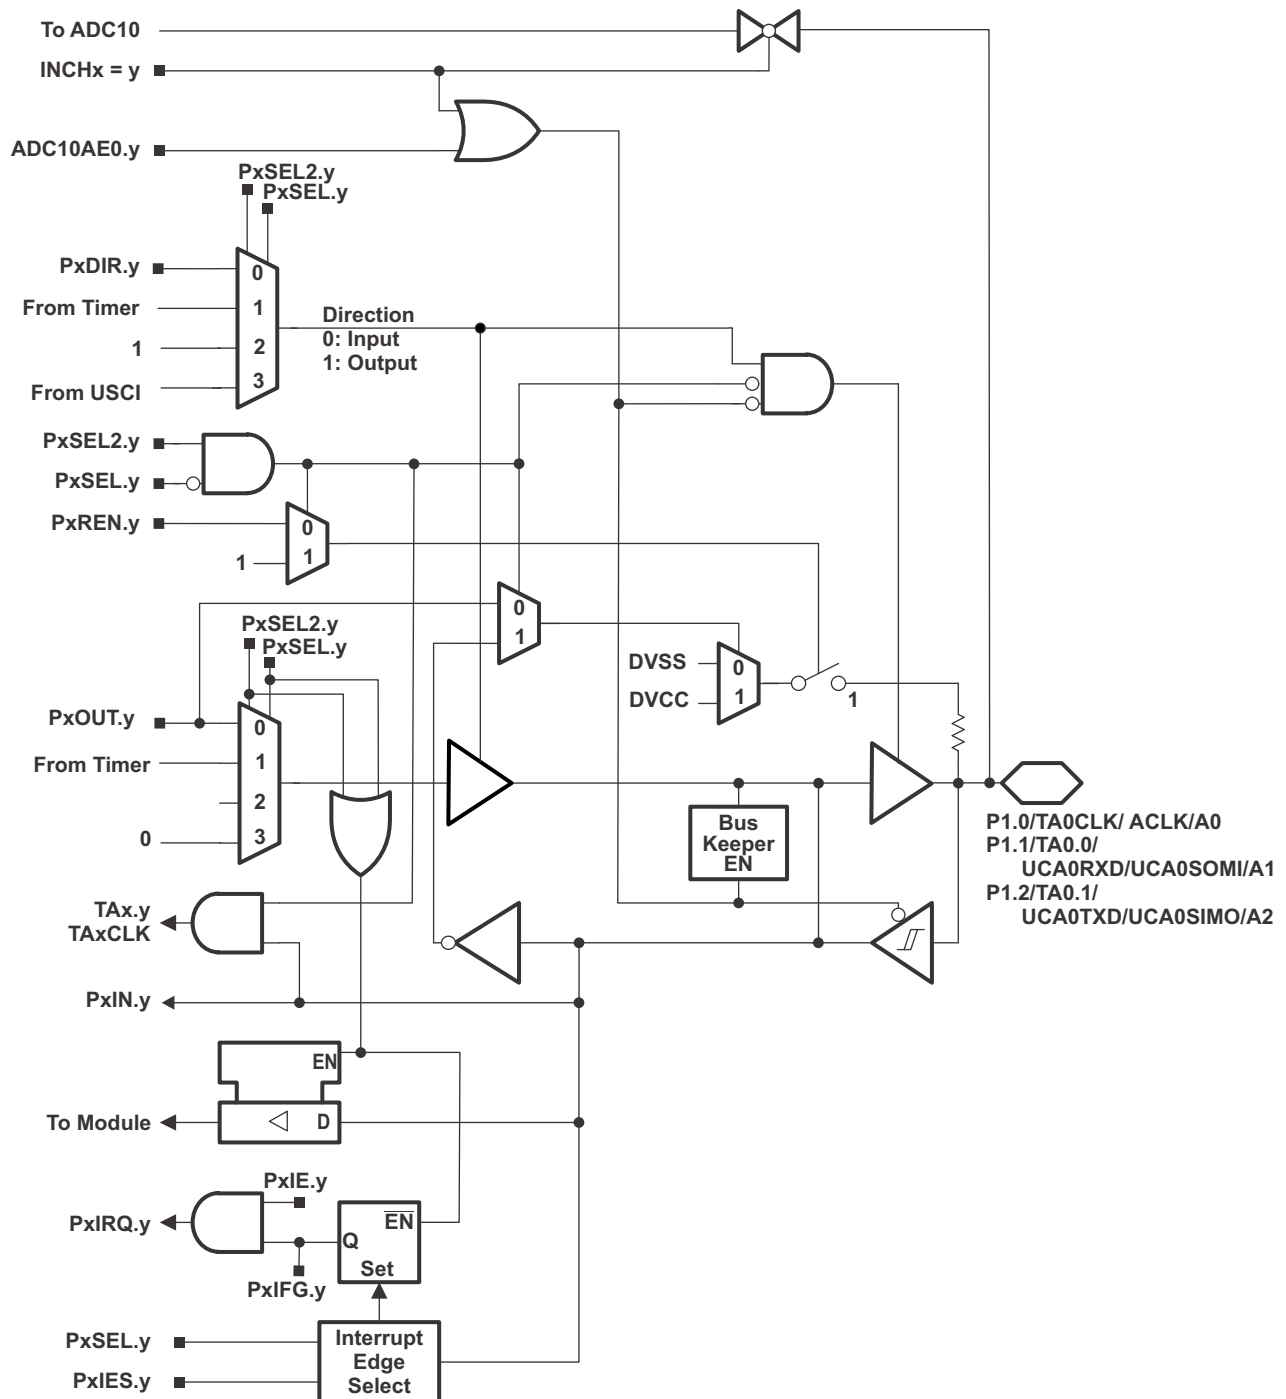 To ADC10
INCHx = y
ADC10AE0.y
PxSEL2.y
PxSEL.y
PxDIR.y
0
From Timer
1
1
2
From USCI
3
Direction
0: Input
1: Output
PxSEL2.y
PxSEL.y
PxREN.y
0
1
1
0
1
PxSEL2.y
PxSEL.y
DVSS
0
DVCC
1
1
PxOUT.y
0
From Timer
1
2
0
3
Bus
Keeper
EN
P1.0/TA0CLK/ ACLK/A0
P1.1/TA0.0/
UCA0RXD/UCA0SOMI/A1
P1.2/TA0.1/
UCA0TXD/UCA0SIMO/A2
TAx.y
TAxCLK
PxIN.y
EN
To Module
D
PxIE.y
PxIRQ.y
EN
Q
Set
PxIFG.y
PxSEL.y
PxIES.y
Interrupt
Edge
Select